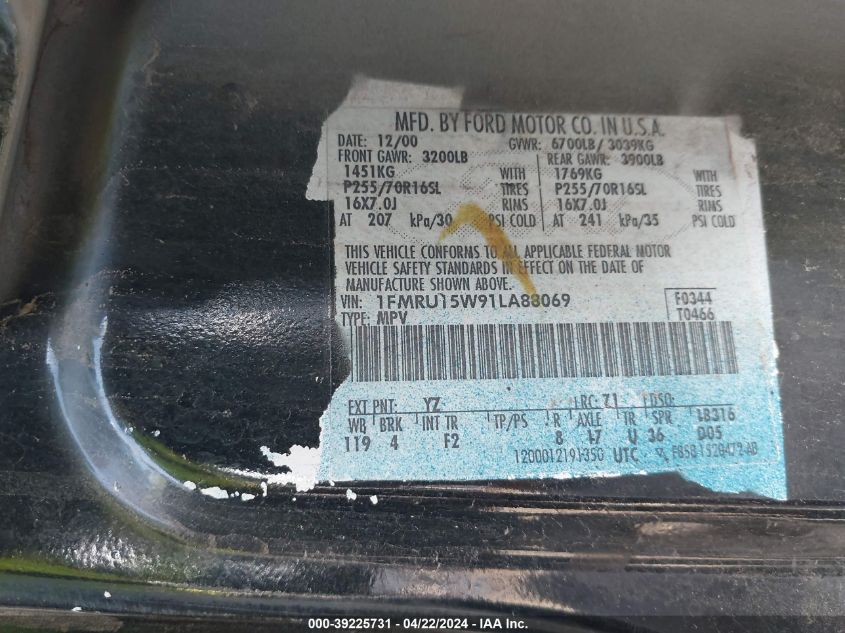 MFD. BY FORD MOTOR CO. IN U.S.A.
DATE: 12/00 GVWR: 6700LB/ 3039KG
FRONT GAWR: 3200LB REAR GAWR: 3900LB
1451KG WITH 1769KG WITH
P255/70R16SL TIRES P255/70R16SL TIRES
16X7.0J RIMS 16X7.0J RIMS
AT 207 kPa/30 PSI COLD AT 241 kPa/35 PSI COLD
THIS VEHICLE CONFORMS TO ALL APPLICABLE FEDERAL MOTOR
VEHICLE SAFETY STANDARDS IN EFFECT ON THE DATE OF
MANUFACTURE SHOWN ABOVE.
VIN: 1FMRU15W91LA88069 F0344
TYPE: MPV T0466
EXT PNT: YZ RC: 71 DSO:
WB BRK INT TR TP/PS R AXLE TR SPR
119 4 F2 8 17 U 36
UTC
000-39225731 - 04/22/2024 - IAA Inc.